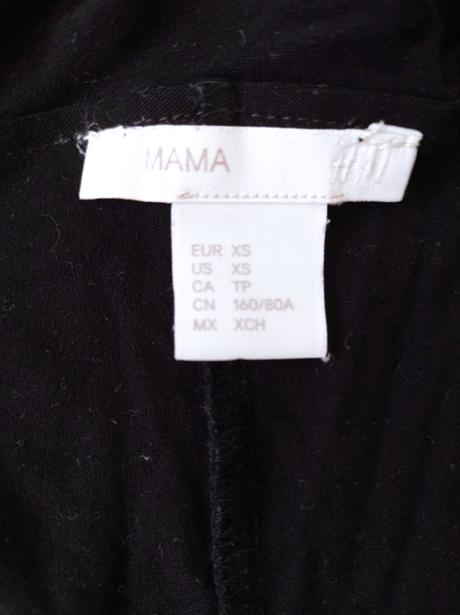 MAMA
EUR XS
US XS
CA TP
CN 160/80A
MX XCH